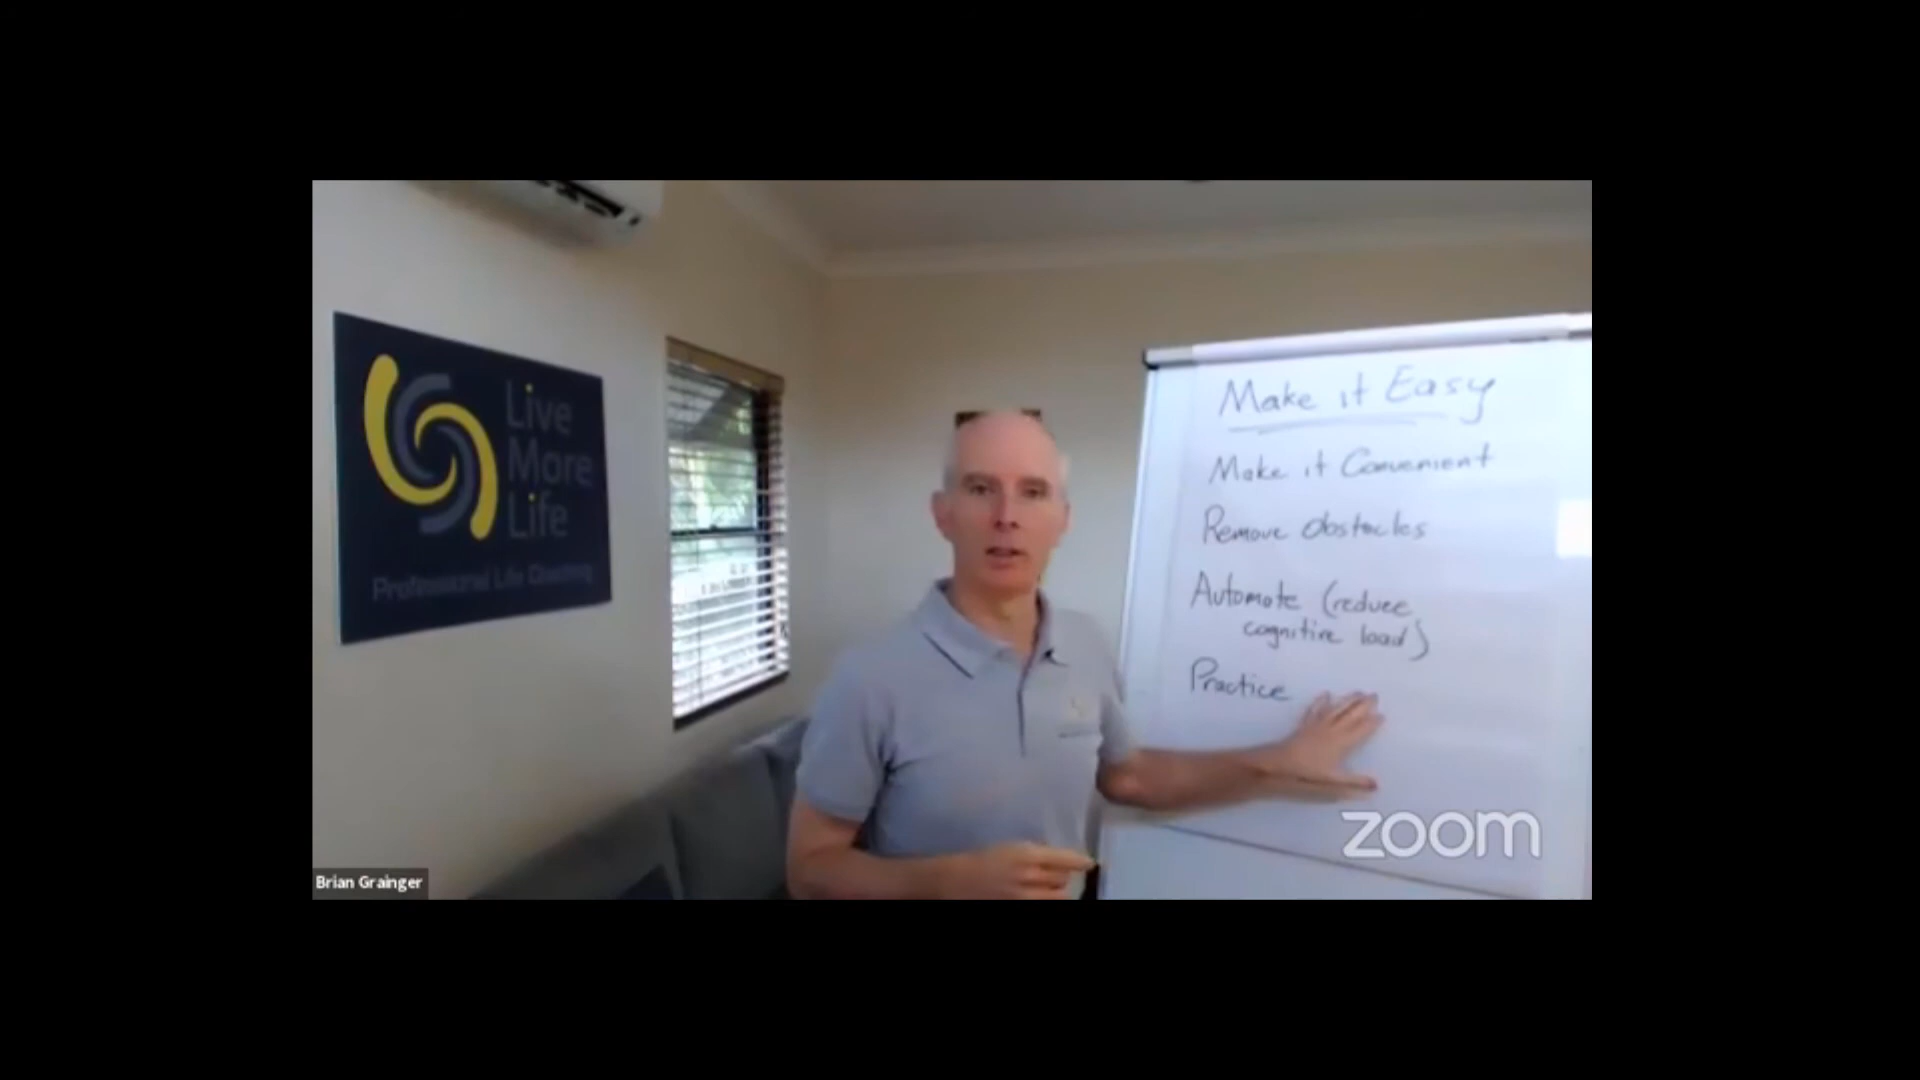 Live
More
Life
Professional Life Coaching
Make it Easy
Make it Convenient
Remove Obstacles
Automate (reduce
cognitive load)
Practice
zoom
Brian Grainger